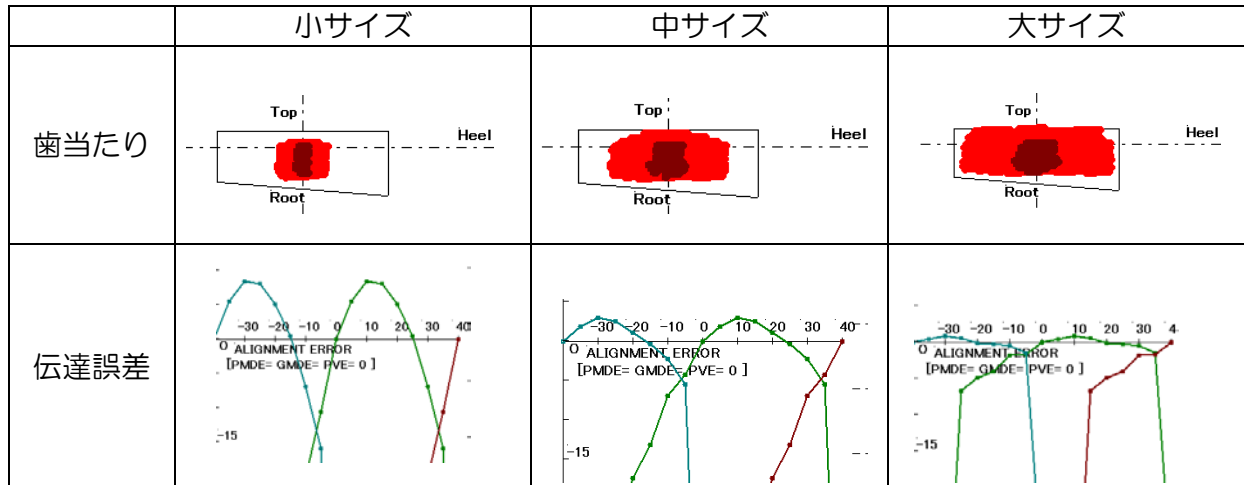 小サイズ
中サイズ
大サイズ
歯当たり
Top
Heel
Root
Top
Heel
Root
Top
Heel
Root
伝達誤差
-30 -20 -10 0 10 20 30 40
0
ALIGNMENT ERROR
[PMDE= GMDE= PVE= 0 ]
-15
-30 -20 -10 0 10 20 30 40
0
ALIGNMENT ERROR
[PMDE= GMDE= PVE= 0 ]
-15
-30 -20 -10 0 10 20 30 4
0
ALIGNMENT ERROR
[PMDE= GMDE= PVE= 0 ]
-15